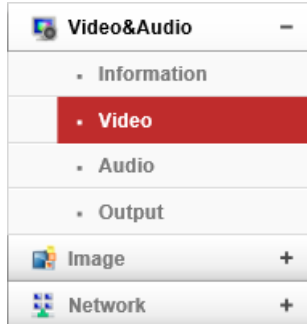 Video&Audio −
▪ Information
▪ Video
▪ Audio
▪ Output
Image +
Network +